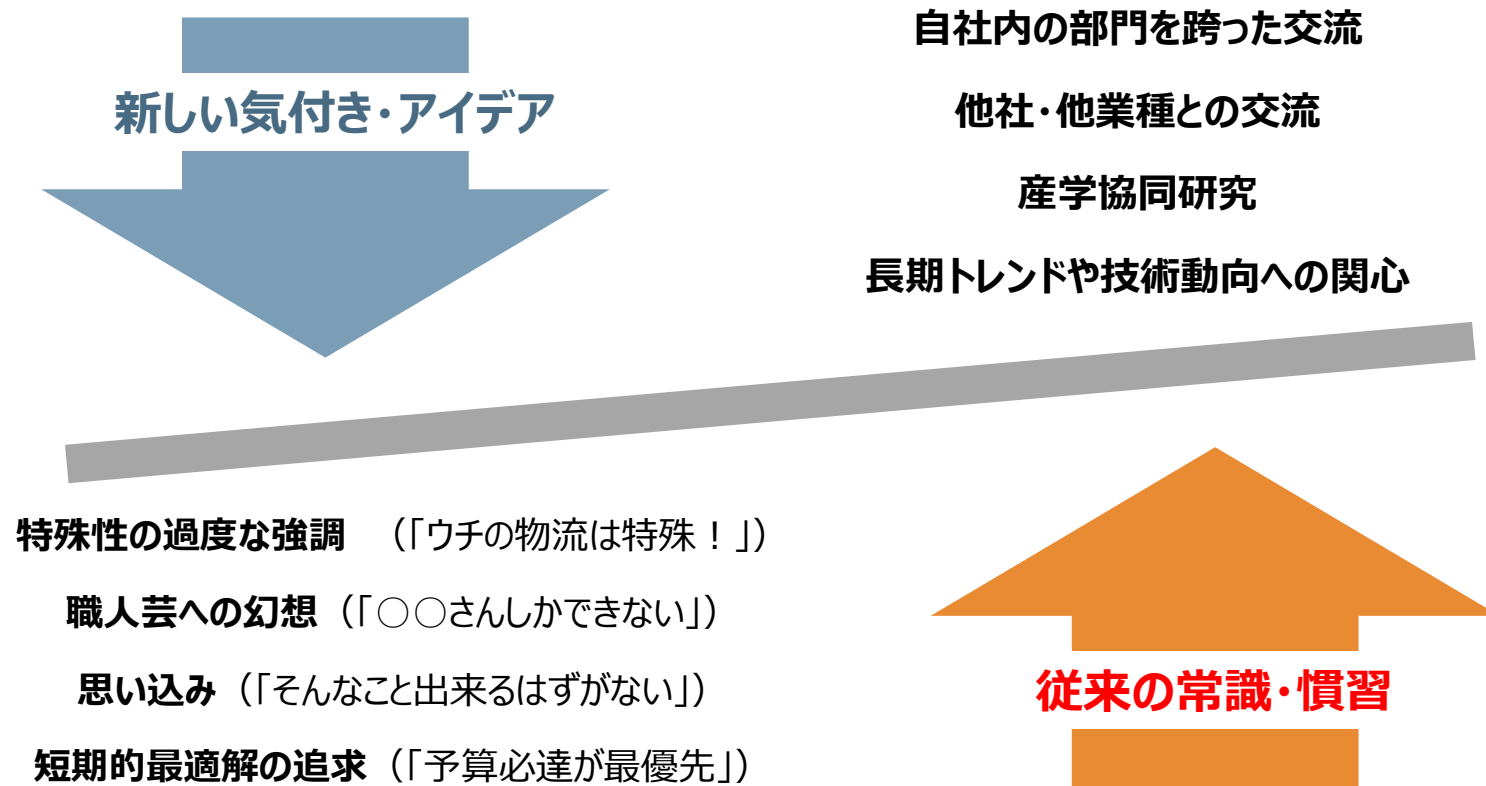 新しい気付き・アイデア
自社内の部門を跨った交流
他社・他業種との交流
産学協同研究
長期トレンドや技術動向への関心
特殊性の過度な強調 (「ウチの物流は特殊!」)
職人芸への幻想 (「○○さんしかできない」)
思い込み (「そんなこと出来るはずがない」)
短期的最適解の追求 (「予算必達が最優先」)
従来の常識・慣習